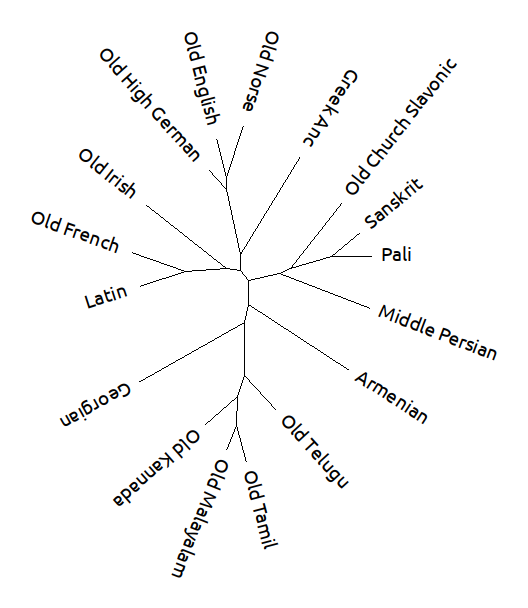 Old Norse
Old English
Old High German
Greek Anc
Old Church Slavonic
Old Irish
Sanskrit
Old French
Pali
Latin
Middle Persian
Georgian
Armenian
Old Kannada
Old Telugu
Old Malayalam
Old Tamil